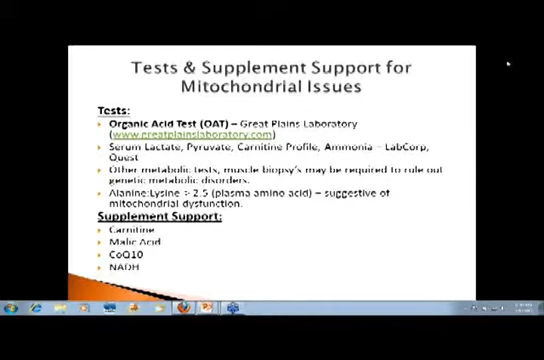 Tests & Supplement Support for
Mitochondrial Issues
Tests:
Organic Acid Test (OAT) – Great Plains Laboratory
(www.greatplainslaboratory.com)
Serum Lactate, Pyruvate, Carnitine Profile, Ammonia – LabCorp,
Quest
Other metabolic tests, muscle biopsy's may be required to role out
genetic metabolic disorders.
Alanine:Lysine > 2.5 (plasma amino acid) – suggestive of
mitochondrial dysfunction.
Supplement Support:
Carnitine
Malic Acid
CoQ10
NADH